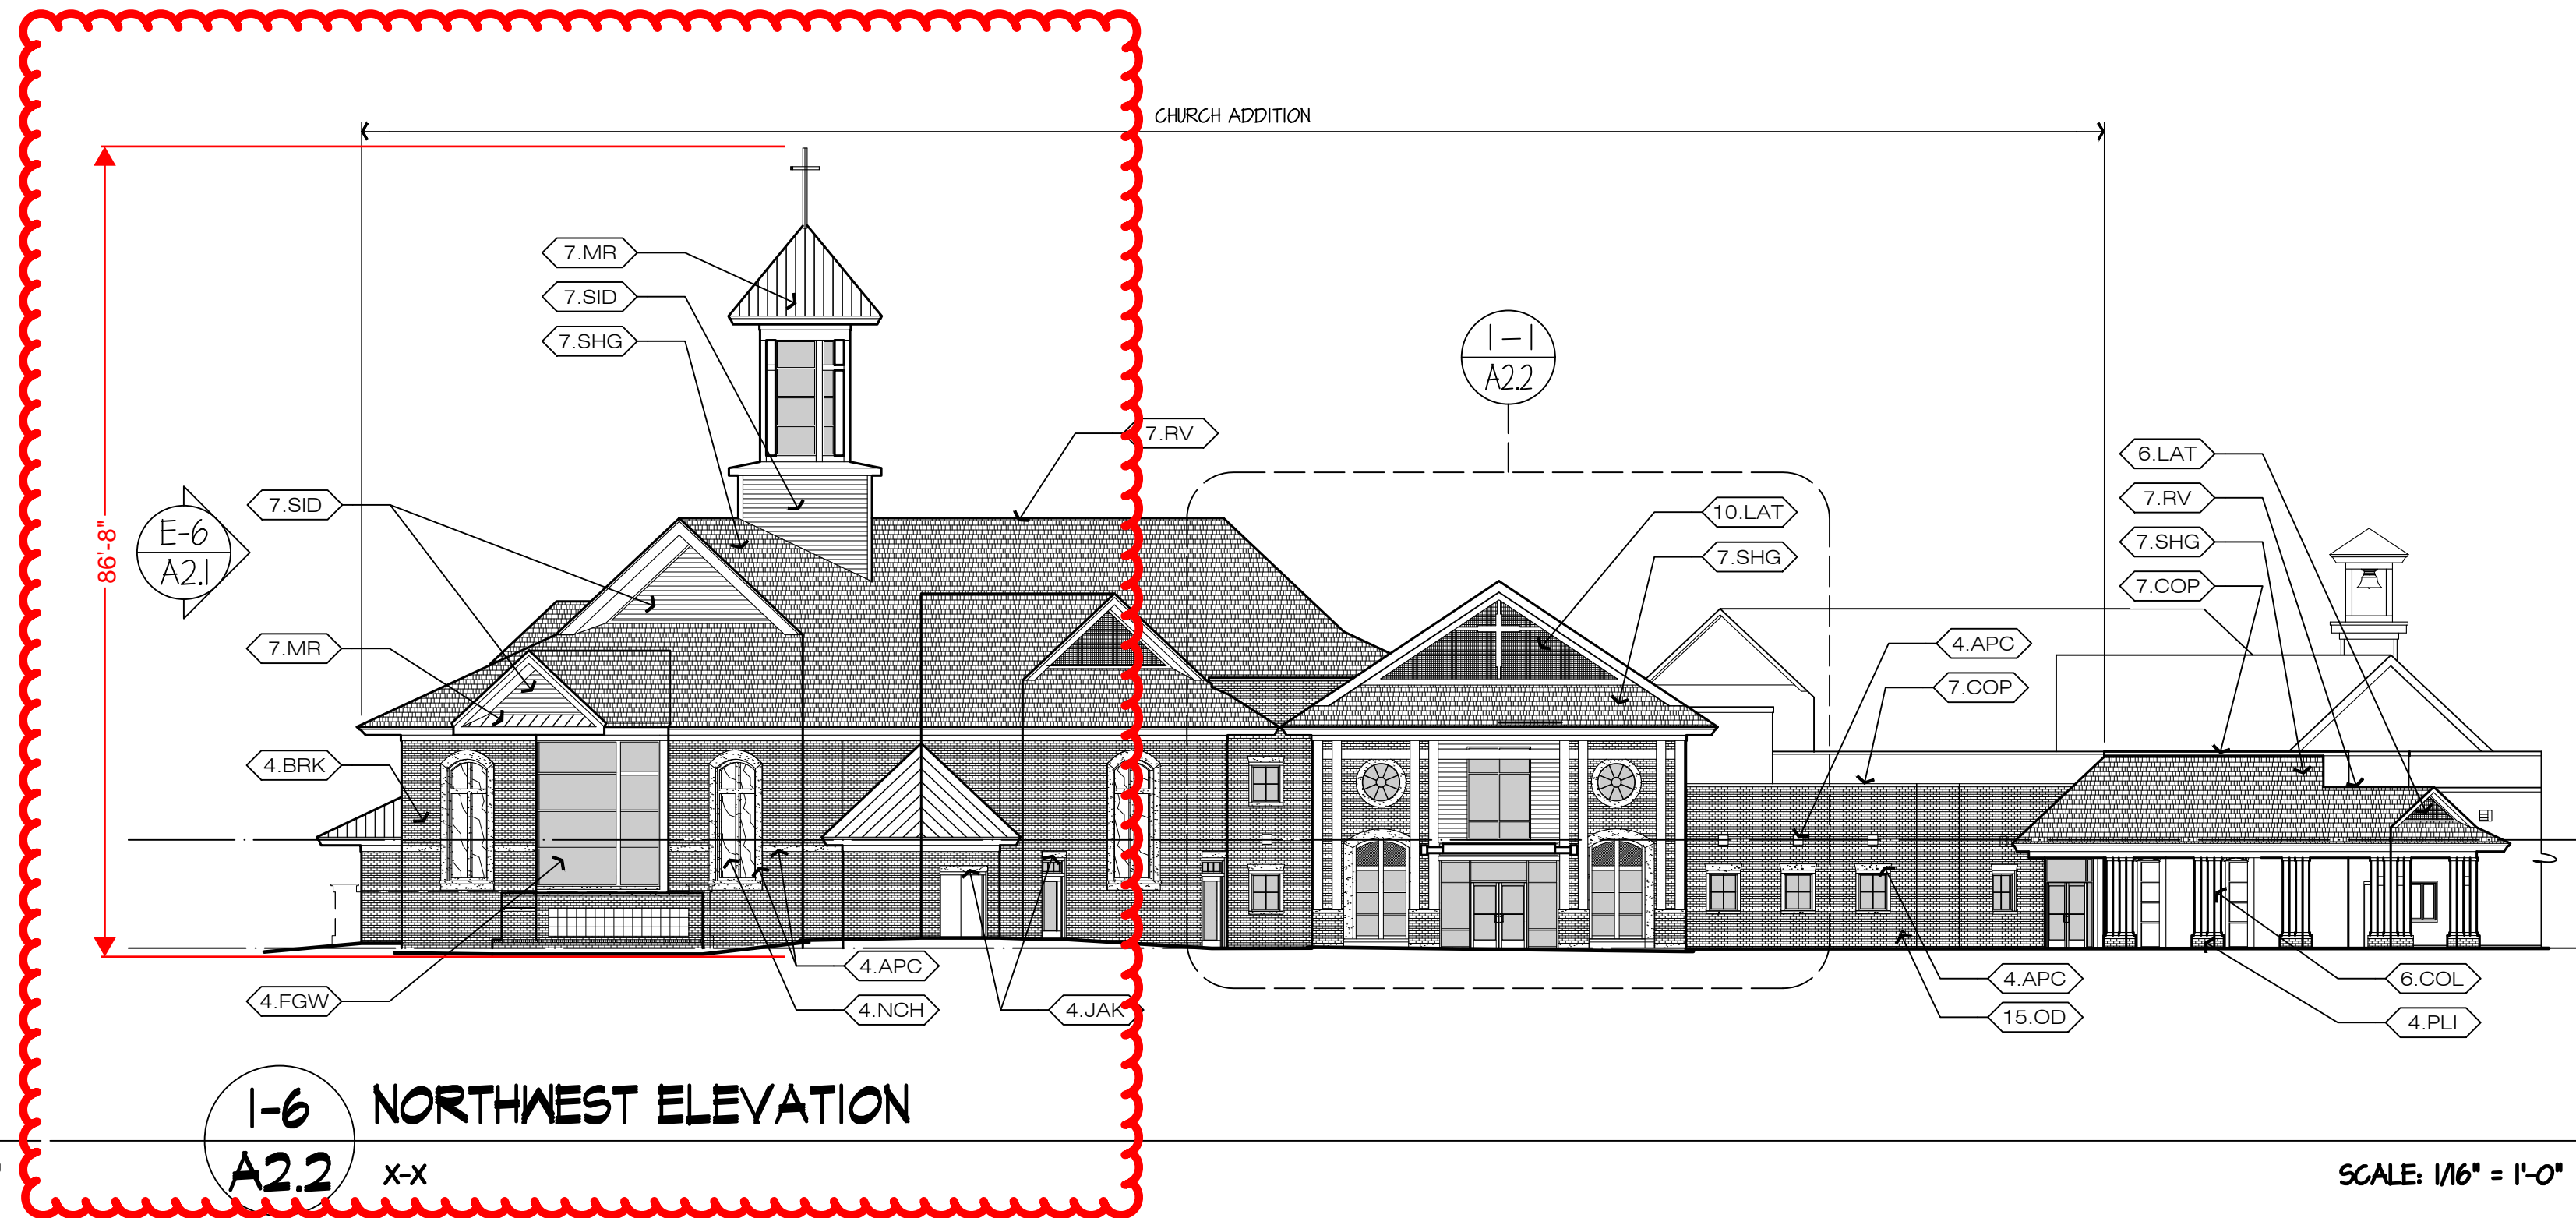 CHURCH ADDITION
7.MR
7.SID
7.SHG
1-1
A2.2
7.RV
6.LAT
7.RV
7.SID
10.LAT
E-6
A2.1
86'-8"
7.SHG
7.SHG
7.COP
7.MR
4.APC
7.COP
4.BRK
4.APC
4.APC
6.COL
4.FGW
4.NCH
4.JAK
15.OD
4.PLI
1-6
NORTHWEST ELEVATION
A2.2
X-X
SCALE: 1/16" = 1'-0"